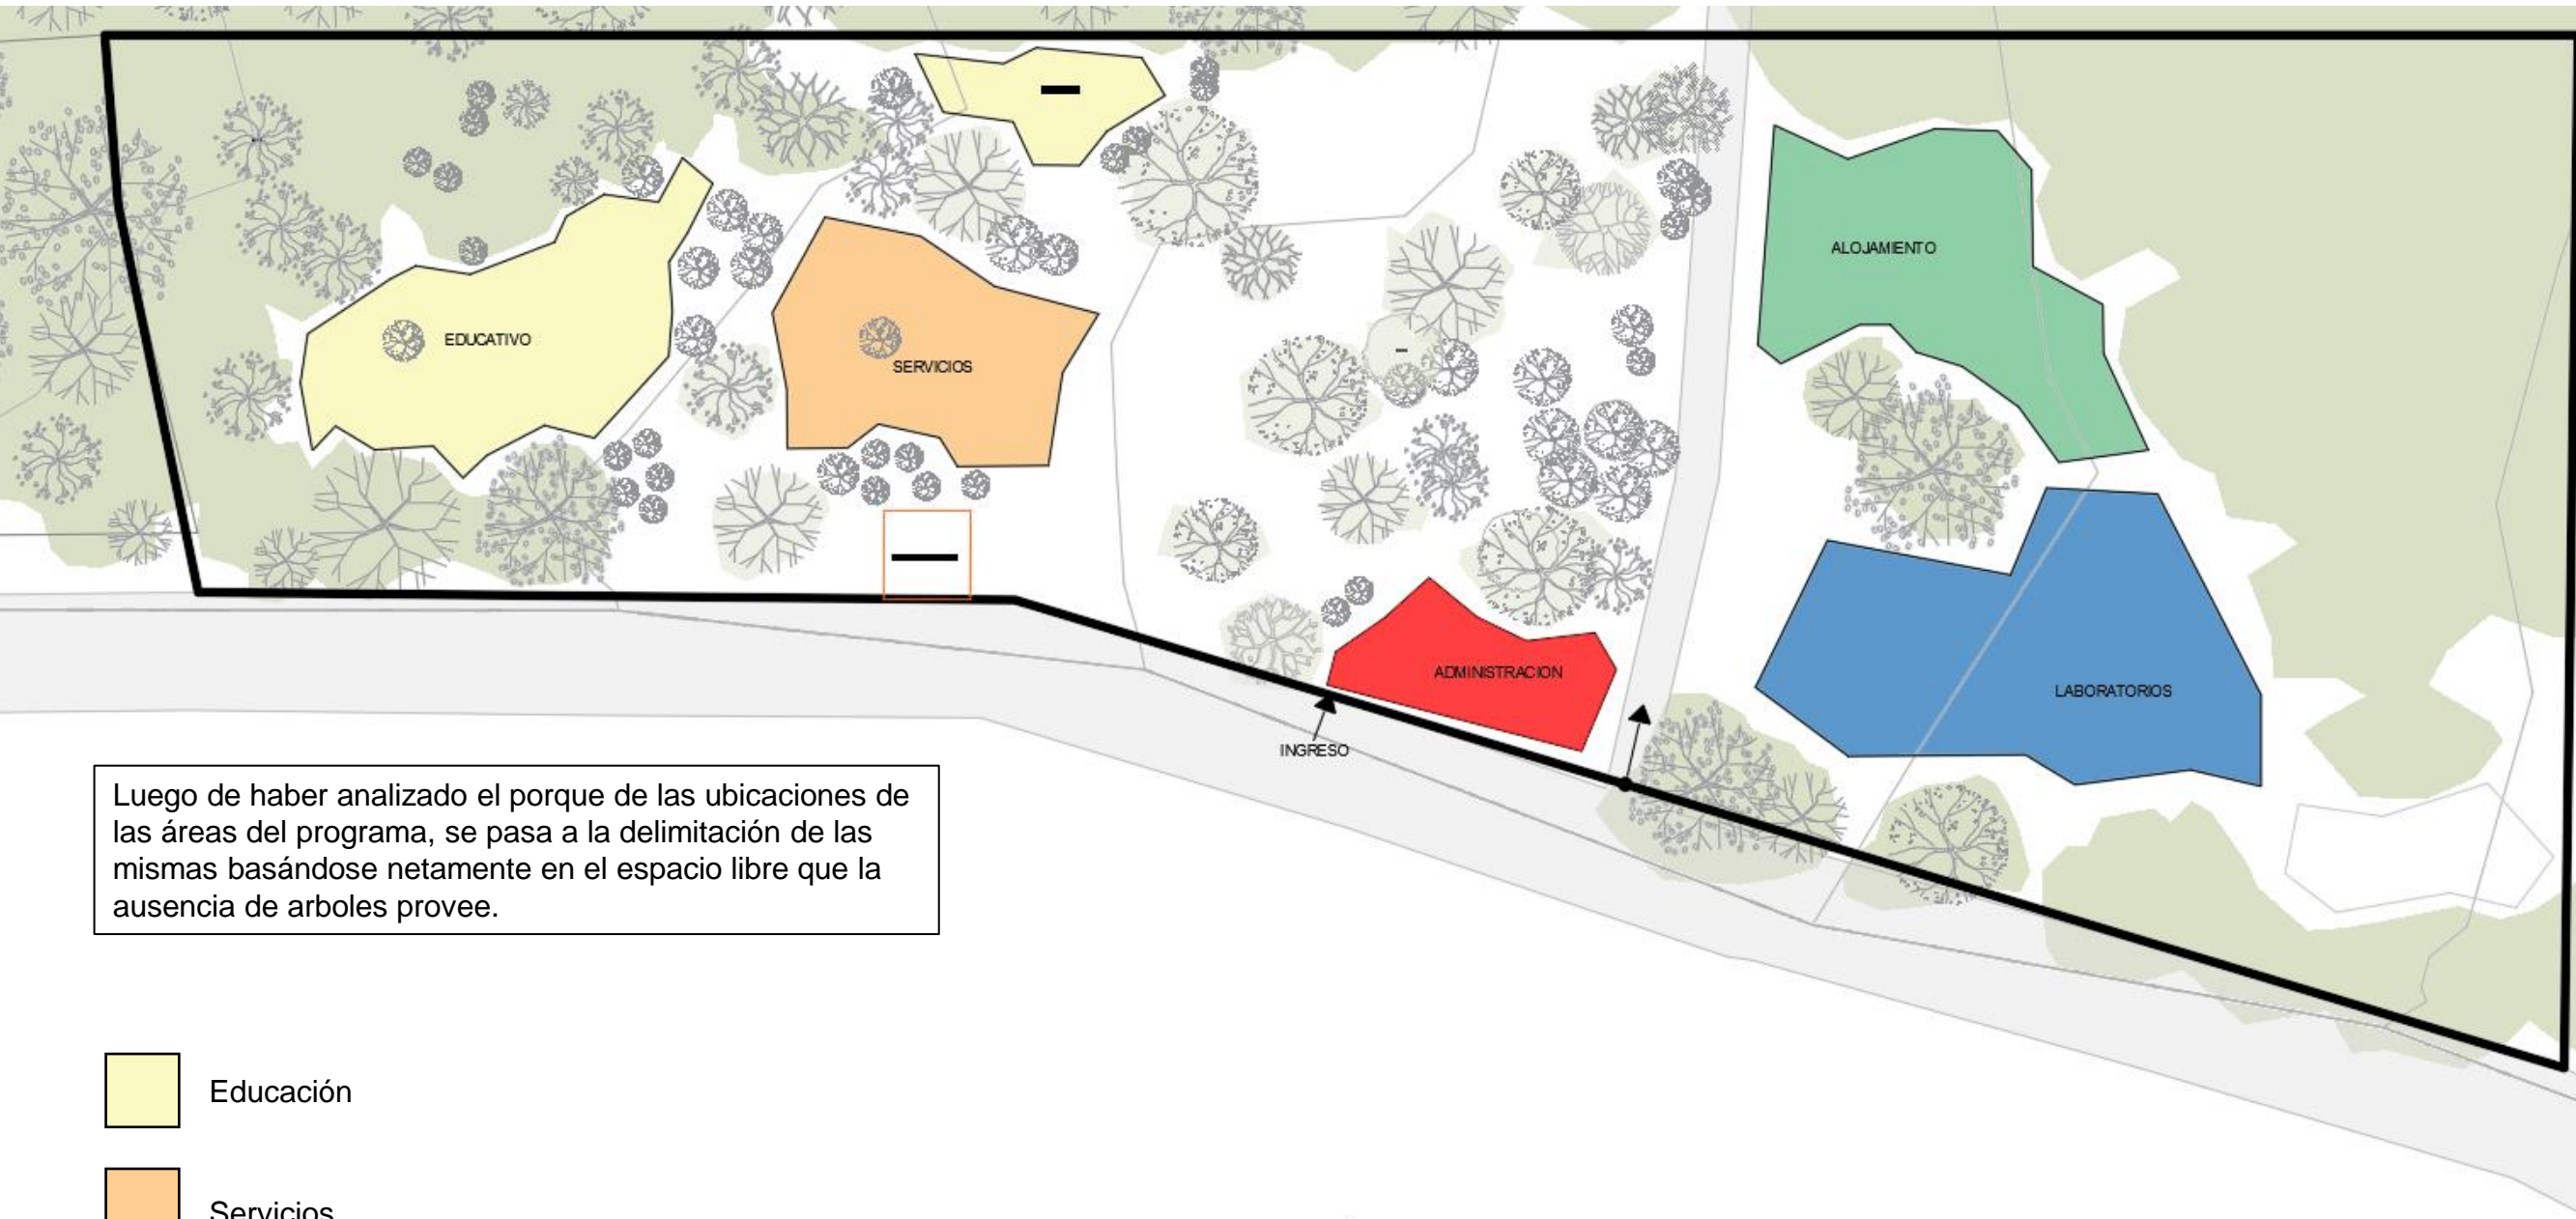 ALOJAMIENTO
EDUCATIVO
SERVICIOS
ADMINISTRACION
LABORATORIOS
INGRESO
Luego de haber analizado el porque de las ubicaciones de
las áreas del programa, se pasa a la delimitación de las
mismas basándose netamente en el espacio libre que la
ausencia de arboles provee.
Educación
Servicios